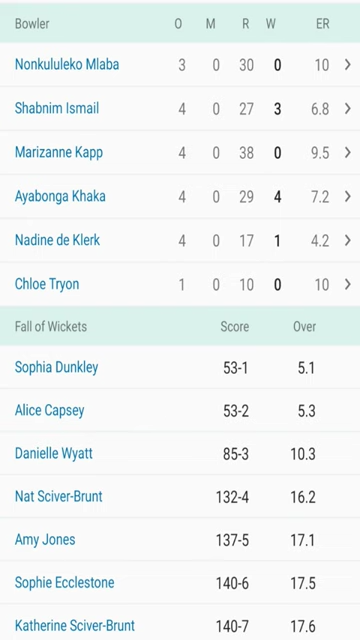 Bowler O M R W ER
Nonkululeko Mlaba 3 0 30 0 10
Shabnim Ismail 4 0 27 3 6.8
Marizanne Kapp 4 0 38 0 9.5
Ayabonga Khaka 4 0 29 4 7.2
Nadine de Klerk 4 0 17 1 4.2
Chloe Tryon 1 0 10 0 10
Fall of Wickets Score Over
Sophia Dunkley 53-1 5.1
Alice Capsey 53-2 5.3
Danielle Wyatt 85-3 10.3
Nat Sciver-Brunt 132-4 16.2
Amy Jones 137-5 17.1
Sophie Ecclestone 140-6 17.5
Katherine Sciver-Brunt 140-7 17.6